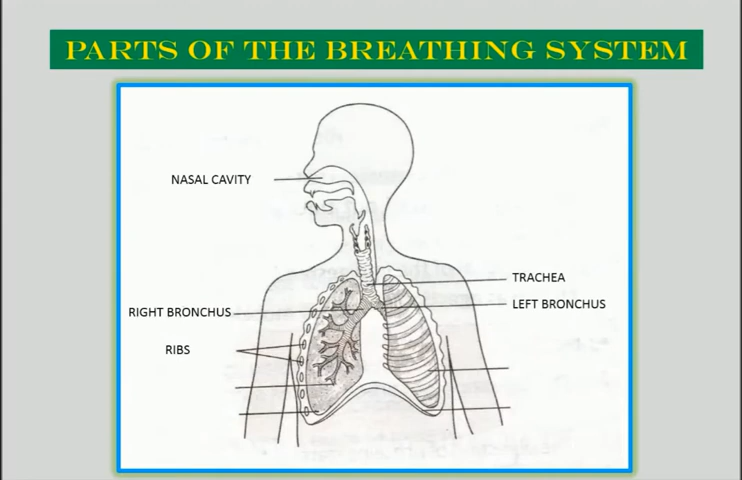 PARTS OF THE BREATHING SYSTEM
NASAL CAVITY
TRACHEA
LEFT BRONCHUS
RIGHT BRONCHUS
RIBS